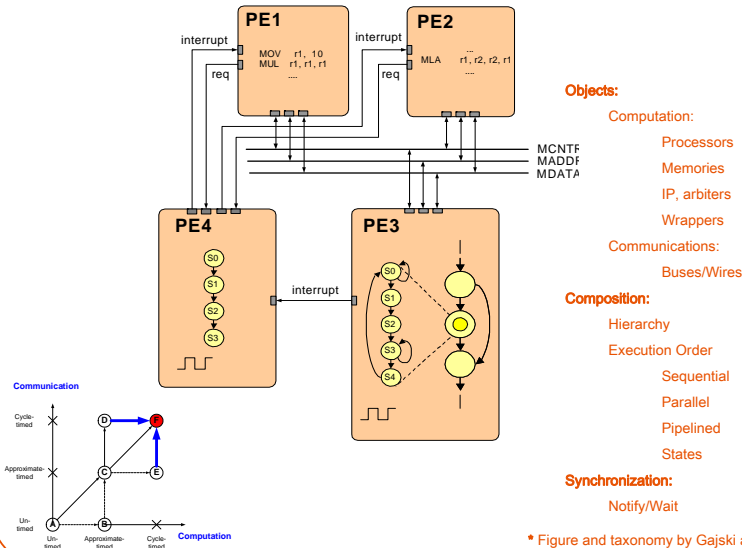 PE1
PE2
interrupt
interrupt
MOV r1, 10
MUL r1, r1, r1
....
...
MLA r1, r2, r2, r1
....
req
req
MCNTR
MADDR
MDATA
PE4
PE3
S0
S1
S2
S3
S0
S1
S2
S3
S4
interrupt
Objects:
Computation:
Processors
Memories
IP, arbiters
Wrappers
Communications:
Buses/Wires
Composition:
Hierarchy
Execution Order
Sequential
Parallel
Pipelined
States
Synchronization:
Notify/Wait
* Figure and taxonomy by Gajski a
Communication
Cycle-
timed
Approximate-
timed
Un-
timed
D
F
C
E
A
B
Computation
Un-
timed
Approximate-
timed
Cycle-
timed